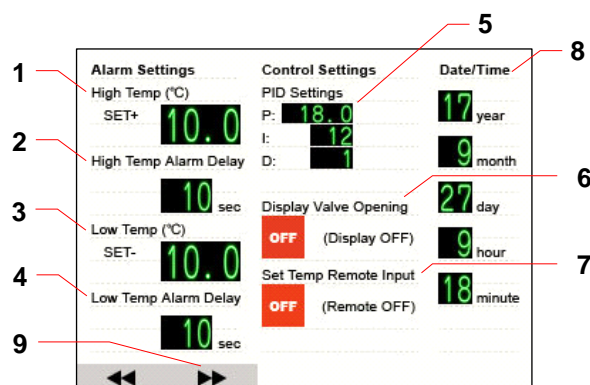 5
8
1
Alarm Settings
Control Settings
Date/Time
High Temp (℃)
SET+ 10.0
PID Settings
P: 18.0
I: 12
D: 1
17 year
2
High Temp Alarm Delay
10 sec
9 month
6
3
Low Temp (℃)
SET- 10.0
Display Valve Opening
OFF (Display OFF)
27 day
9 hour
7
4
Low Temp Alarm Delay
10 sec
Set Temp Remote Input
OFF (Remote OFF)
18 minute
9